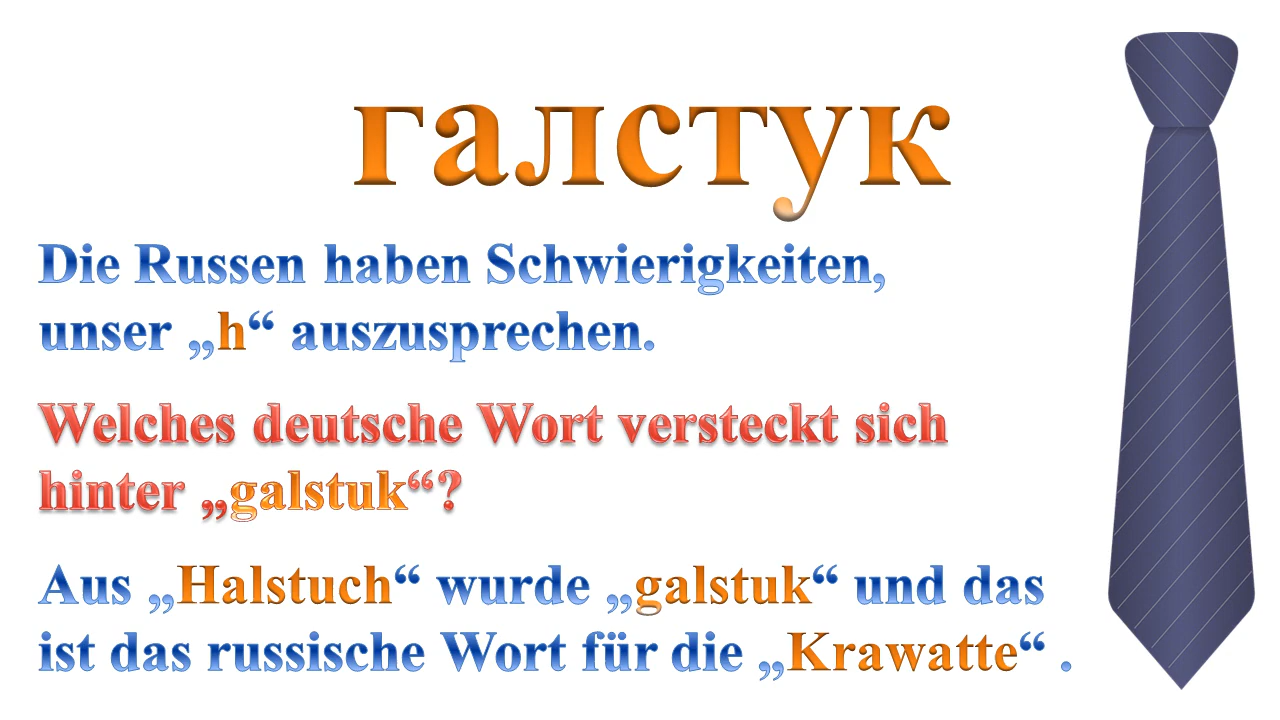 галстук
Die Russen haben Schwierigkeiten,
unser „h“ auszusprechen.
Welches deutsche Wort versteckt sich
hinter „galstuk“?
Aus „Halstuch“ wurde „galstuk“ und das
ist das russische Wort für die „Krawatte“ .